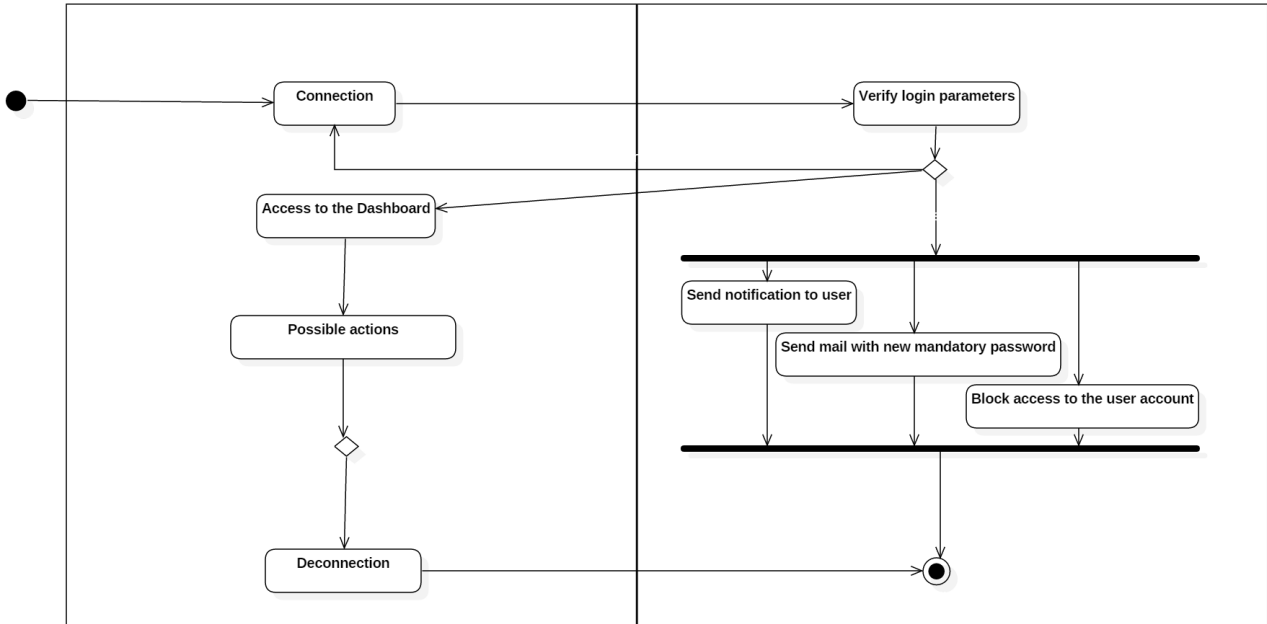 Connection
Verify login parameters
Access to the Dashboard
Send notification to user
Possible actions
Send mail with new mandatory password
Block access to the user account
Deconnection